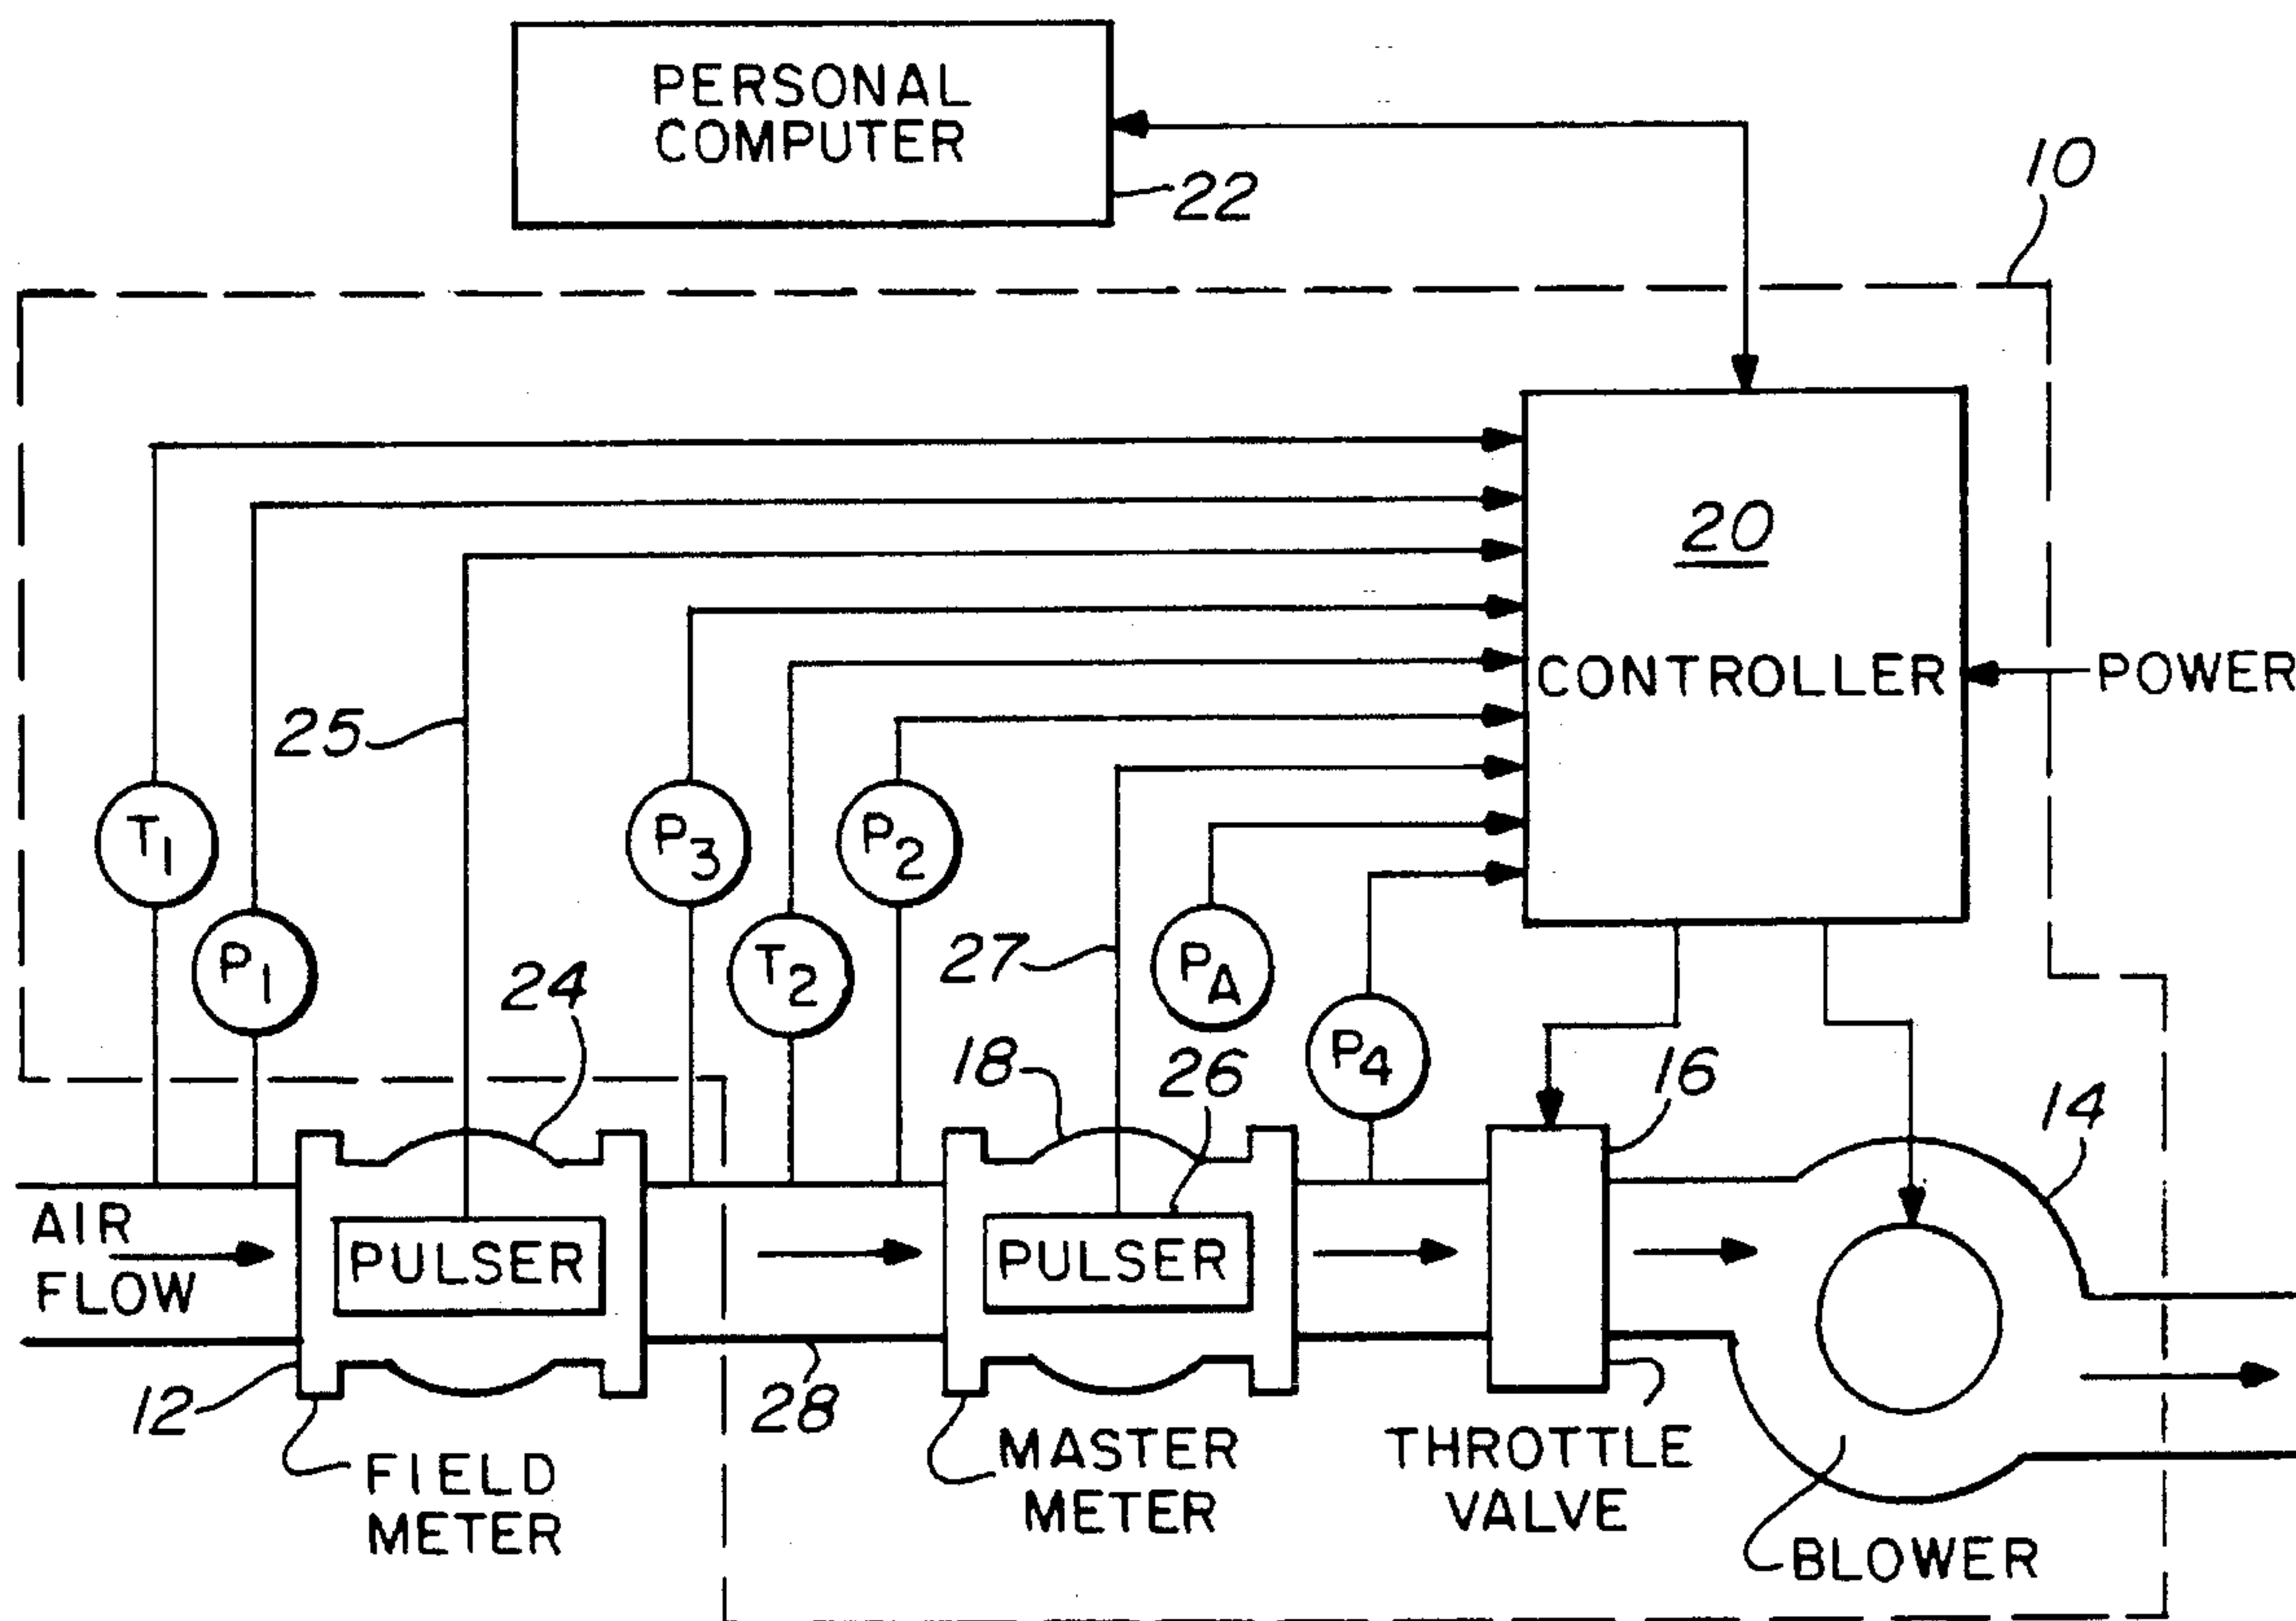 PERSONAL
COMPUTER
22
10
20
CONTROLLER
POWER
25
T1
P3
P2
P1
24
T2
27
PA
18
26
P4
16
14
AIR
FLOW
PULSER
PULSER
12
28
FIELD
METER
MASTER
METER
THROTTLE
VALVE
BLOWER